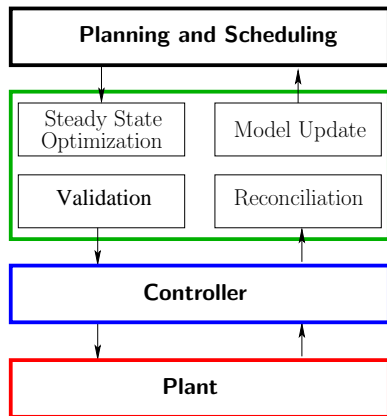 Planning and Scheduling
Steady State
Optimization
Model Update
Validation
Reconciliation
Controller
Plant